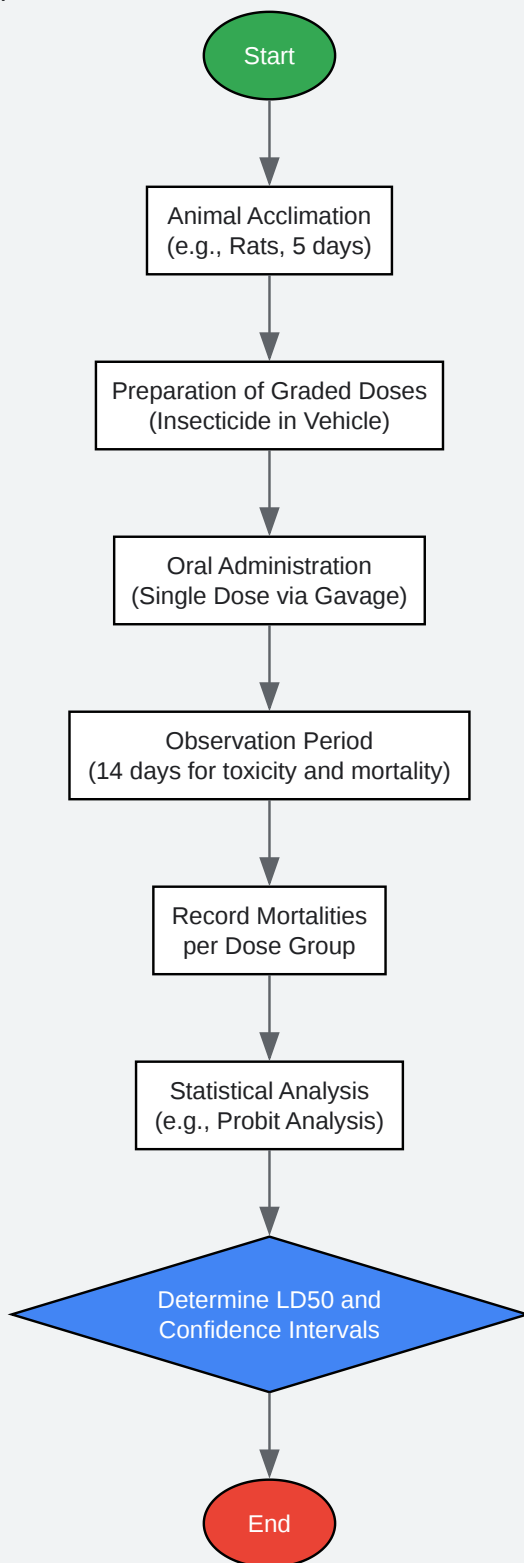 Start
Animal Acclimation
(e.g., Rats, 5 days)
Preparation of Graded Doses
(Insecticide in Vehicle)
Oral Administration
(Single Dose via Gavage)
Observation Period
(14 days for toxicity and mortality)
Record Mortalities
per Dose Group
Statistical Analysis
(e.g., Probit Analysis)
Determine LD50 and
Confidence Intervals
End